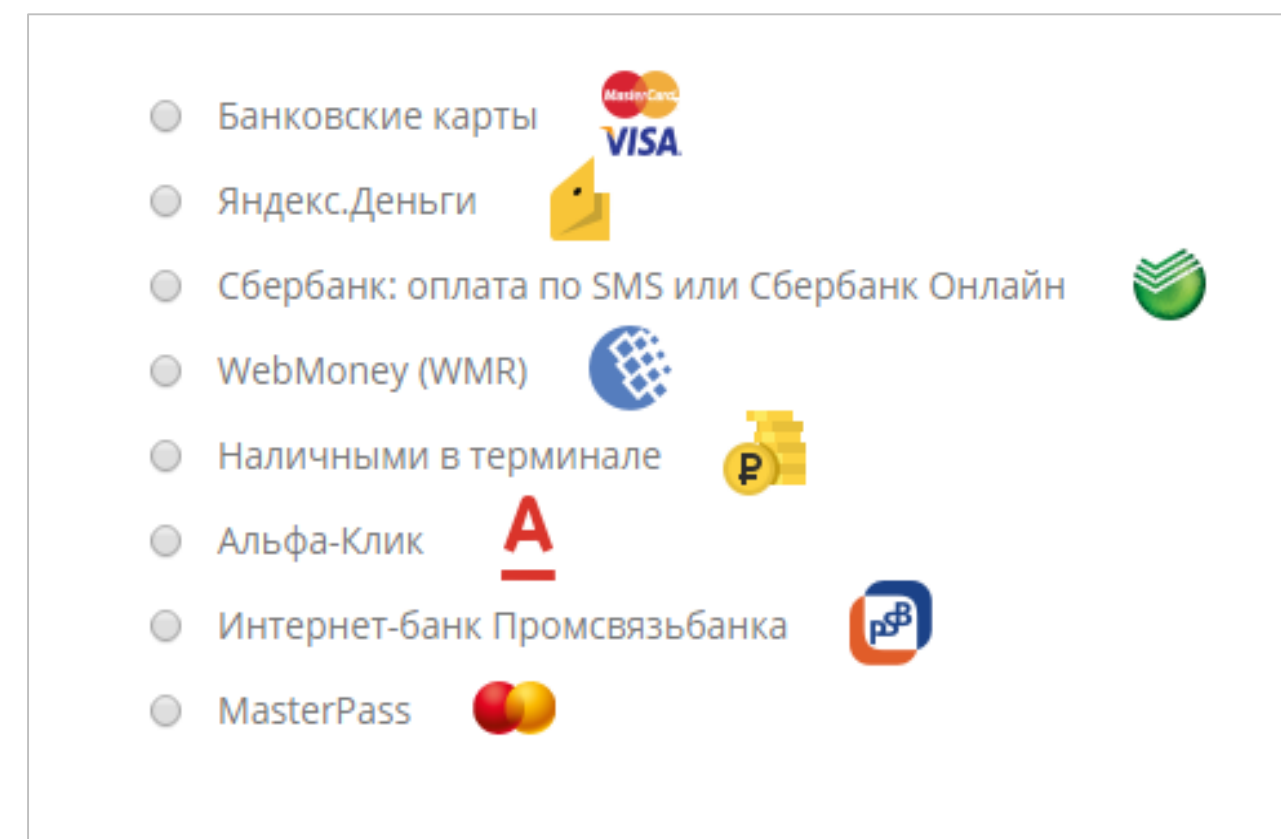 Банковские карты MasterCard
VISA
Яндекс.Деньги
Сбербанк: оплата по SMS или Сбербанк Онлайн
WebMoney (WMR)
Наличными в терминале ₽
Альфа-Клик А
Интернет-банк Промсвязьбанка PSB
MasterPass